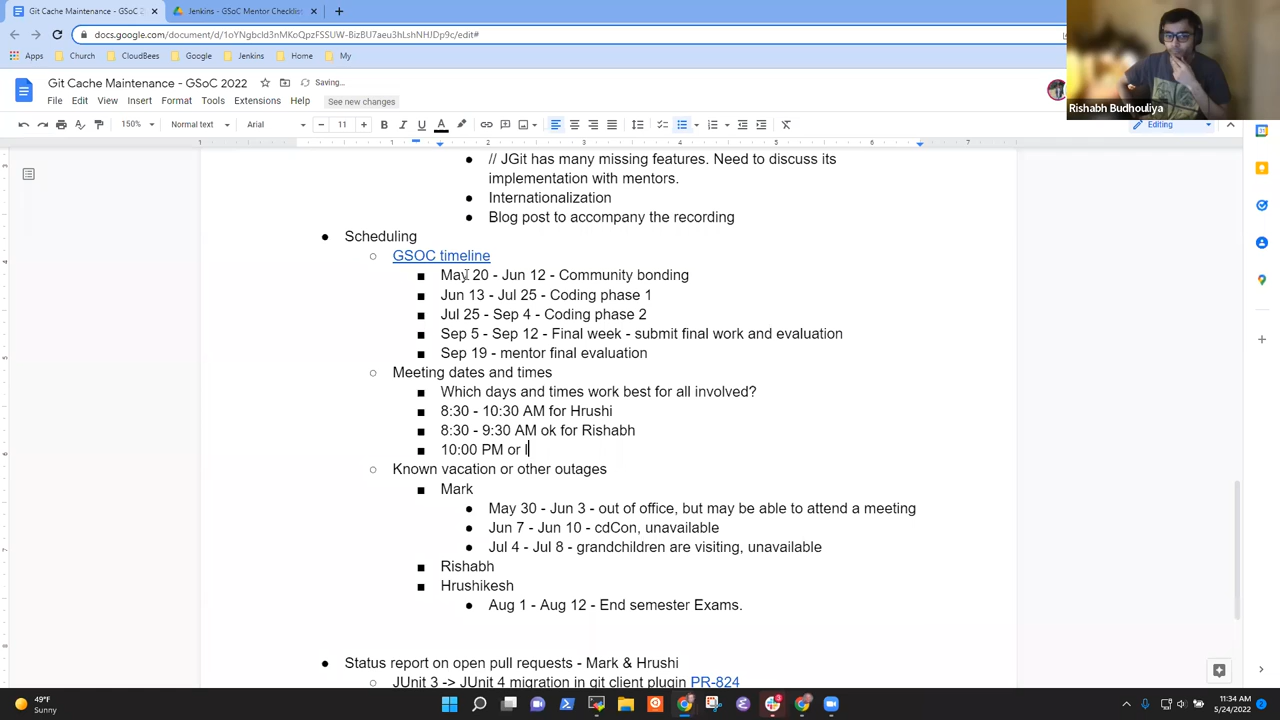 Git Cache Maintenance - GSoC 2
Jenkins - GSoC Mentor Checklis
docs.google.com/document/d/1oYNgbcId3nMKoQpzFSSUW-BizBU7aeu3hLshNHJDp9c/edit#
Apps
Church
CloudBees
Google
Jenkins
Home
My
Rishabh Budhouliya
Git Cache Maintenance - GSoC 2022
Saving...
File Edit View Insert Format Tools Extensions Help
See new changes
150%
Normal text
Arial
11
Editing
// JGit has many missing features. Need to discuss its
implementation with mentors.
Internationalization
Blog post to accompany the recording
Scheduling
GSOC timeline
May 20 - Jun 12 - Community bonding
Jun 13 - Jul 25 - Coding phase 1
Jul 25 - Sep 4 - Coding phase 2
Sep 5 - Sep 12 - Final week - submit final work and evaluation
Sep 19 - mentor final evaluation
Meeting dates and times
Which days and times work best for all involved?
8:30 - 10:30 AM for Hrushi
8:30 - 9:30 AM ok for Rishabh
10:00 PM or l
Known vacation or other outages
Mark
May 30 - Jun 3 - out of office, but may be able to attend a meeting
Jun 7 - Jun 10 - cdCon, unavailable
Jul 4 - Jul 8 - grandchildren are visiting, unavailable
Rishabh
Hrushikesh
Aug 1 - Aug 12 - End semester Exams.
Status report on open pull requests - Mark & Hrushi
JUnit 3 -> JUnit 4 migration in git client plugin PR-824
49°F
Sunny
11:34 AM
5/24/2022